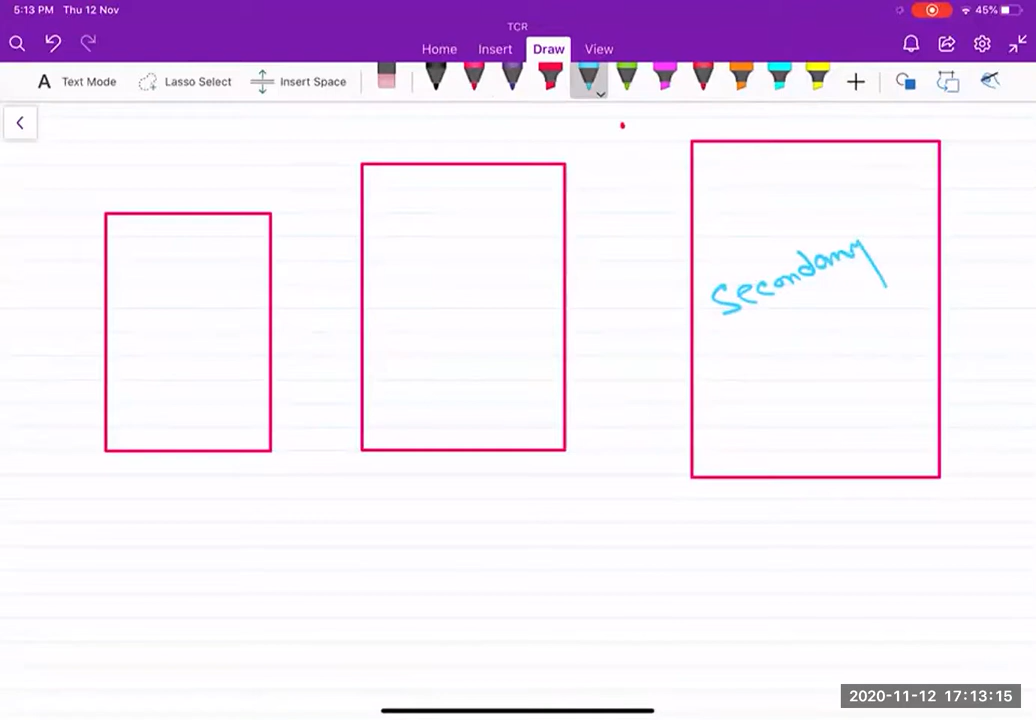 5:13 PM Thu 12 Nov
45%
TCR
Home Insert Draw View
A Text Mode Lasso Select Insert Space
Secondary
2020-11-12 17:13:15